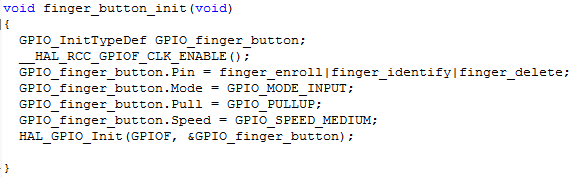 void finger_button_init(void)
{
GPIO_InitTypeDef GPIO_finger_button;
__HAL_RCC_GPIOF_CLK_ENABLE();
GPIO_finger_button.Pin = finger_enroll|finger_identify|finger_delete;
GPIO_finger_button.Mode = GPIO_MODE_INPUT;
GPIO_finger_button.Pull = GPIO_PULLUP;
GPIO_finger_button.Speed = GPIO_SPEED_MEDIUM;
HAL_GPIO_Init(GPIOF, &GPIO_finger_button);
}